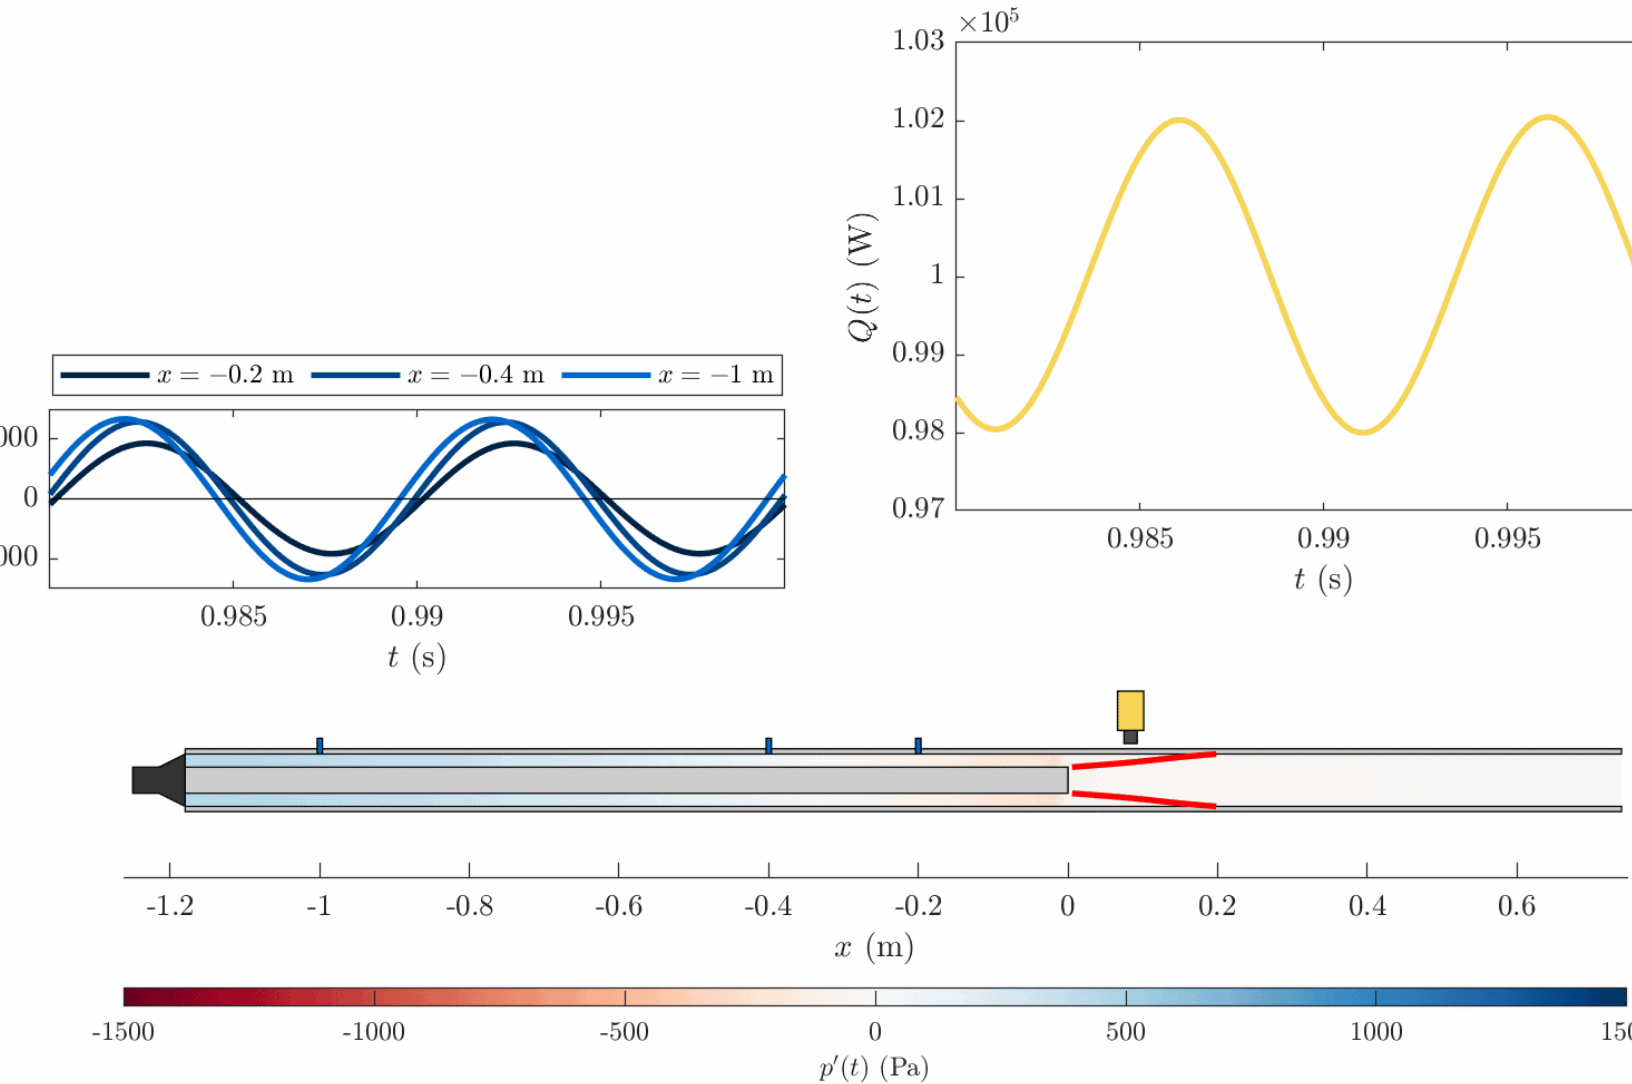 ×10⁵
1.03
1.02
1.01
1
0.99
0.98
0.97
Q(t) (W)
0.985 0.99 0.995
t (s)
x = −0.2 m x = −0.4 m x = −1 m
000
0
000
0.985 0.99 0.995
t (s)
-1.2 -1 -0.8 -0.6 -0.4 -0.2 0 0.2 0.4 0.6
x (m)
-1500 -1000 -500 0 500 1000 150
p′(t) (Pa)